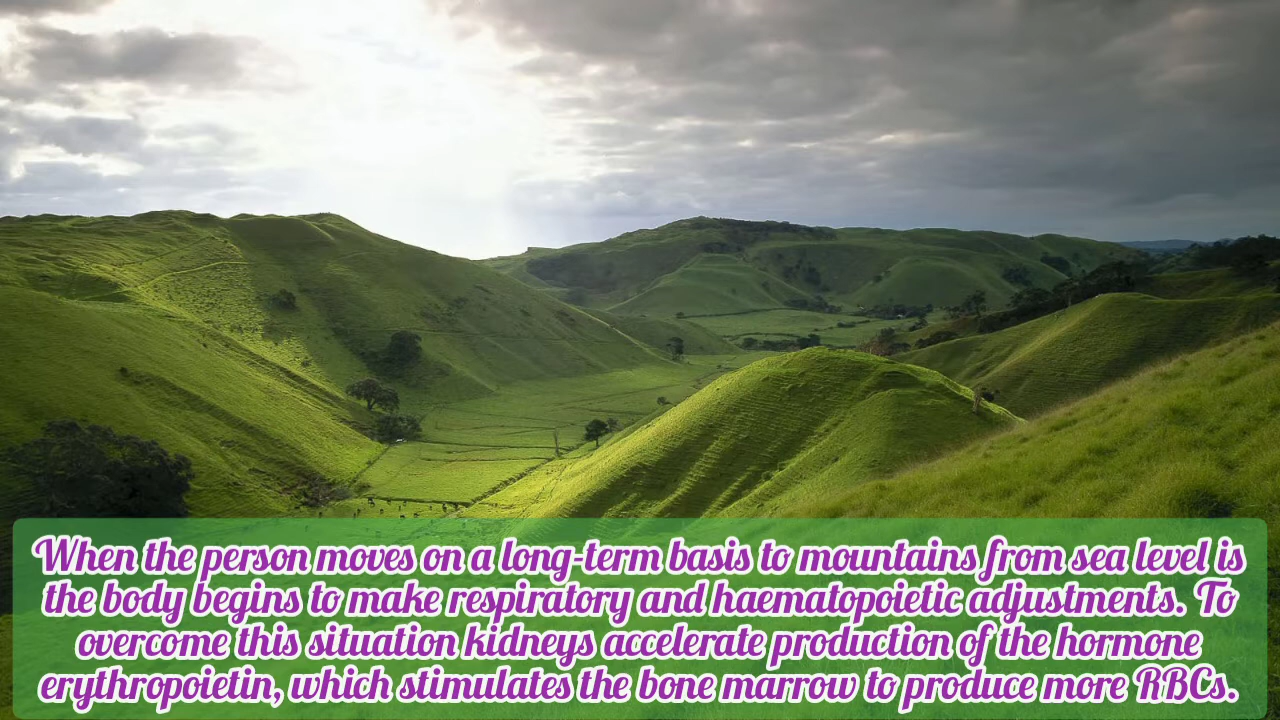 When the person moves on a long-term basis to mountains from sea level is
the body begins to make respiratory and haematopoietic adjustments. To
overcome this situation kidneys accelerate production of the hormone
erythropoietin, which stimulates the bone marrow to produce more RBCs.